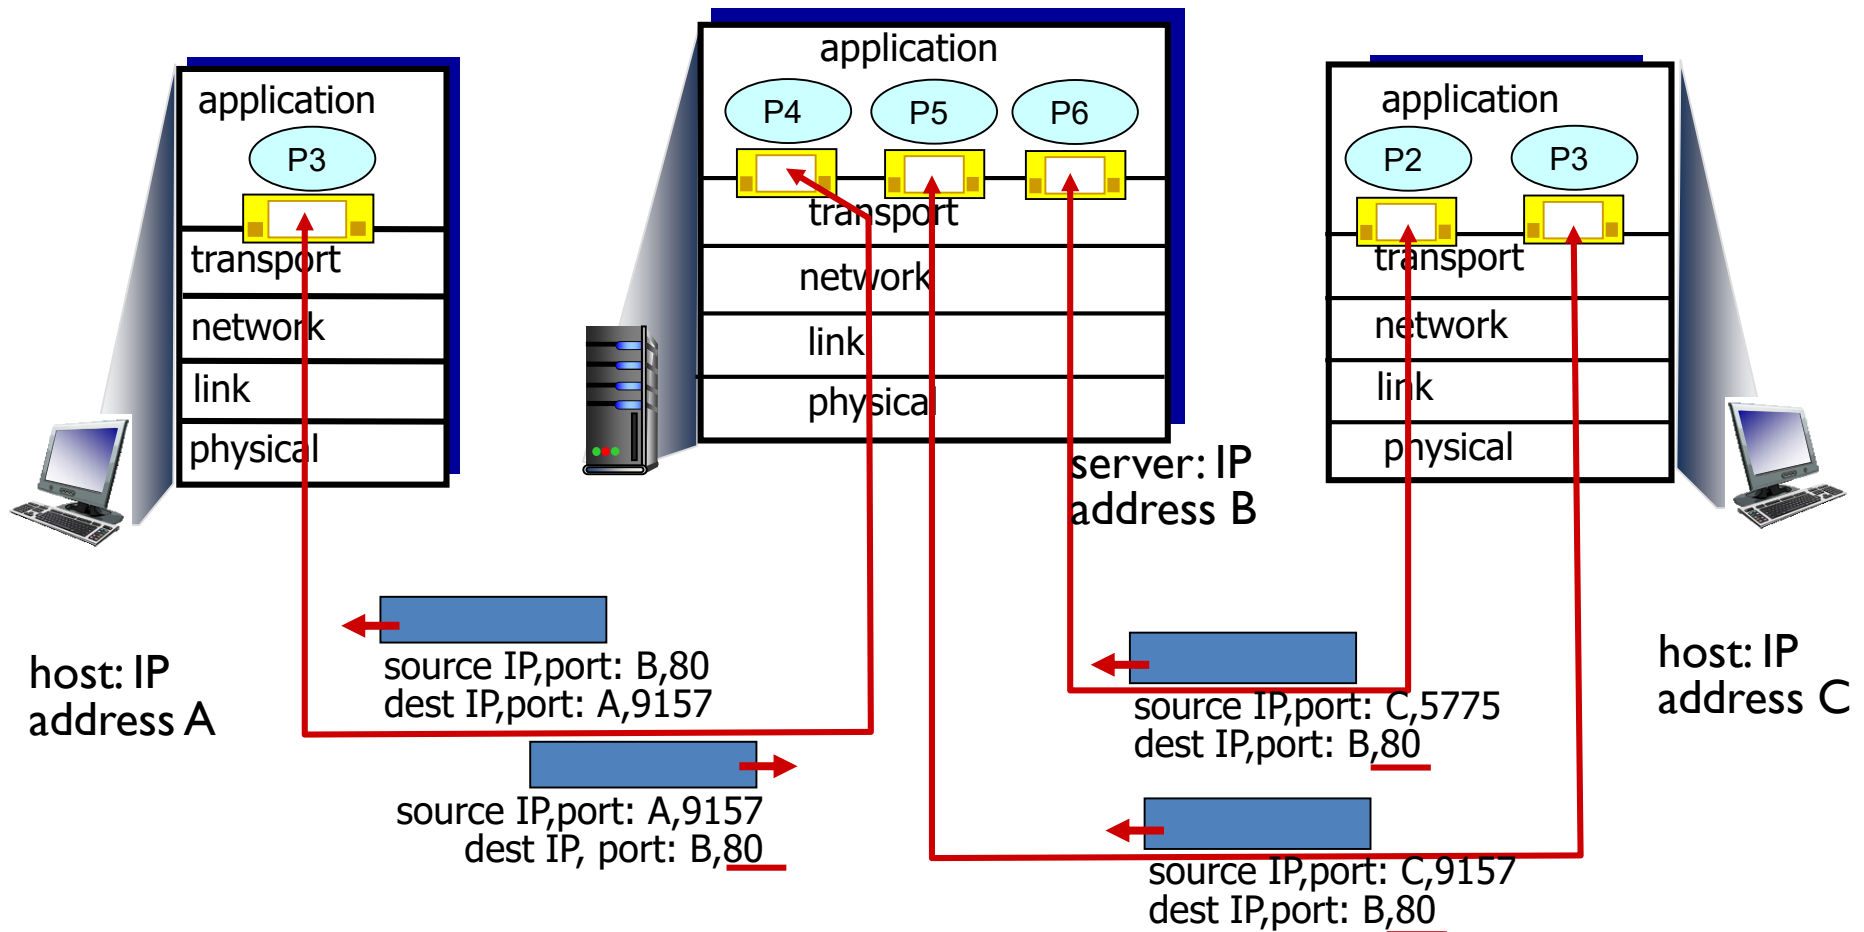 application
P3
transport
network
link
physical
host: IP
address A
application
P4 P5 P6
transport
network
link
physical
server: IP
address B
application
P2 P3
transport
network
link
physical
host: IP
address C
source IP,port: B,80
dest IP,port: A,9157
source IP,port: A,9157
dest IP, port: B,80
source IP,port: C,5775
dest IP,port: B,80
source IP,port: C,9157
dest IP,port: B,80